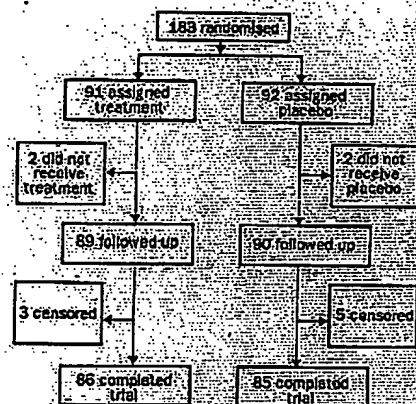 183 randomised
91 assigned
treatment
92 assigned
placebo
2 did not
receive
treatment
2 did not
receive
placebo
89 followed up
90 followed up
3 censored
5 censored
86 completed
trial
85 completed
trial